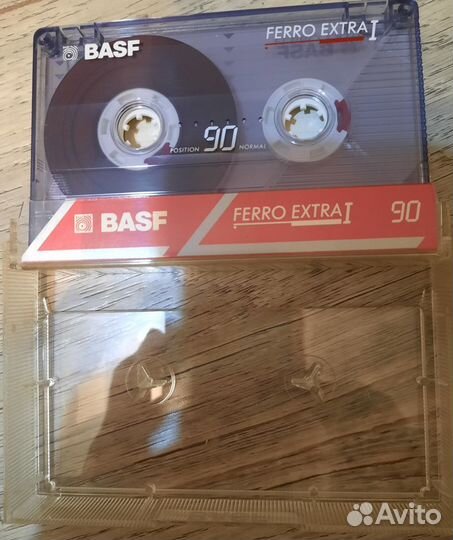 BASF
FERRO EXTRA I
POSITION 90 NORMAL
BASF FERRO EXTRA I 90
Avito